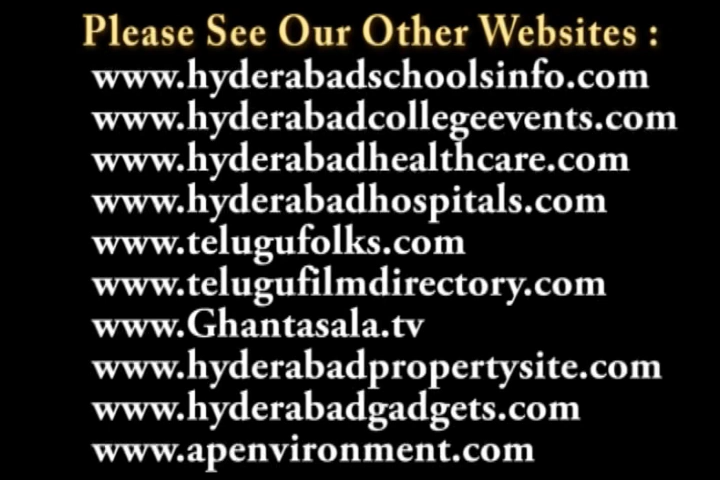 Please See Our Other Websites :
www.hyderabadschoolsinfo.com
www.hyderabadcollegeevents.com
www.hyderabadhealthcare.com
www.hyderabadhospitals.com
www.telugufolks.com
www.telugufilmdirectory.com
www.Ghantasala.tv
www.hyderabadpropertysite.com
www.hyderabadgadgets.com
www.apenvironment.com